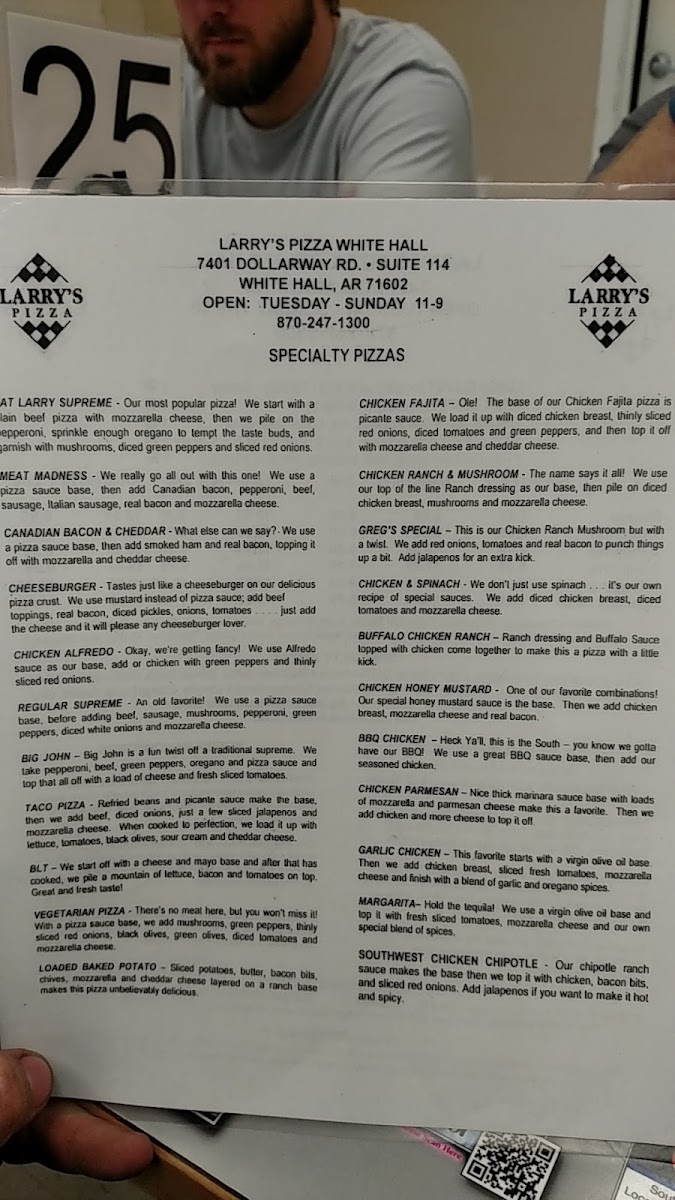 25
LARRY'S
PIZZA
LARRY'S PIZZA WHITE HALL
7401 DOLLARWAY RD. • SUITE 114
WHITE HALL, AR 71602
OPEN: TUESDAY - SUNDAY 11-9
870-247-1300
LARRY'S
PIZZA
SPECIALTY PIZZAS
AT LARRY SUPREME - Our most popular pizza! We start with a
lain beef pizza with mozzarella cheese, then we pile on the
epperoni, sprinkle enough oregano to tempt the taste buds, and
garnish with mushrooms, diced green peppers and sliced red onions.
MEAT MADNESS - We really go all out with this one! We use a
pizza sauce base, then add Canadian bacon, pepperoni, beef,
sausage, Italian sausage, real bacon and mozzarella cheese.
CANADIAN BACON & CHEDDAR - What else can we say? - We use
a pizza sauce base, then add smoked ham and real bacon, topping it
off with mozzarella and cheddar cheese.
CHEESEBURGER - Tastes just like a cheeseburger on our delicious
pizza crust. We use mustard instead of pizza sauce; add beef
toppings, real bacon, diced pickles, onions, tomatoes . . . . just add
the cheese and it will please any cheeseburger lover.
CHICKEN ALFREDO - Okay, we're getting fancy! We use Alfredo
sauce as our base, add or chicken with green peppers and thinly
sliced red onions.
REGULAR SUPREME - An old favorite! We use a pizza sauce
base, before adding beef, sausage, mushrooms, pepperoni, green
peppers, diced white onions and mozzarella cheese.
BIG JOHN – Big John is a fun twist off a traditional supreme. We
take pepperoni, beef, green peppers, oregano and pizza sauce and
top that all off with a load of cheese and fresh sliced tomatoes.
TACO PIZZA - Refried beans and picante sauce make the base,
then we add beef, diced onions, just a few sliced jalapenos and
mozzarella cheese. When cooked to perfection, we load it up with
lettuce, tomatoes, black olives, sour cream and cheddar cheese.
BLT – We start off with a cheese and mayo base and after that has
cooked, we pile a mountain of lettuce, bacon and tomatoes on top.
Great and fresh taste!
VEGETARIAN PIZZA - There's no meat here, but you won't miss it!
With a pizza sauce base, we add mushrooms, green peppers, thinly
sliced red onions, black olives, green olives, diced tomatoes and
mozzarella cheese.
LOADED BAKED POTATO – Sliced potatoes, butter, bacon bits,
chives, mozzarella and cheddar cheese layered on a ranch base
makes this pizza unbelievably delicious.
CHICKEN FAJITA – Ole! The base of our Chicken Fajita pizza is
picante sauce. We load it up with diced chicken breast, thinly sliced
red onions, diced tomatoes and green peppers, and then top it off
with mozzarella cheese and cheddar cheese.
CHICKEN RANCH & MUSHROOM - The name says it all! We use
our top of the line Ranch dressing as our base, then pile on diced
chicken breast, mushrooms and mozzarella cheese.
GREG'S SPECIAL – This is our Chicken Ranch Mushroom but with
a twist. We add red onions, tomatoes and real bacon to punch things
up a bit. Add jalapenos for an extra kick.
CHICKEN & SPINACH - We don't just use spinach . . . it's our own
recipe of special sauces. We add diced chicken breast, diced
tomatoes and mozzarella cheese.
BUFFALO CHICKEN RANCH – Ranch dressing and Buffalo Sauce
topped with chicken come together to make this a pizza with a little
kick.
CHICKEN HONEY MUSTARD - One of our favorite combinations!
Our special honey mustard sauce is the base. Then we add chicken
breast, mozzarella cheese and real bacon.
BBQ CHICKEN – Heck Ya'll, this is the South – you know we gotta
have our BBQ! We use a great BBQ sauce base, then add our
seasoned chicken.
CHICKEN PARMESAN – Nice thick marinara sauce base with loads
of mozzarella and parmesan cheese make this a favorite. Then we
add chicken and more cheese to top it off.
GARLIC CHICKEN – This favorite starts with a virgin olive oil base.
Then we add chicken breast, sliced fresh tomatoes, mozzarella
cheese and finish with a blend of garlic and oregano spices.
MARGARITA– Hold the tequila! We use a virgin olive oil base and
top it with fresh sliced tomatoes, mozzarella cheese and our own
special blend of spices.
SOUTHWEST CHICKEN CHIPOTLE - Our chipotle ranch
sauce makes the base then we top it with chicken, bacon bits,
and sliced red onions. Add jalapenos if you want to make it hot
and spicy.
Scan Here